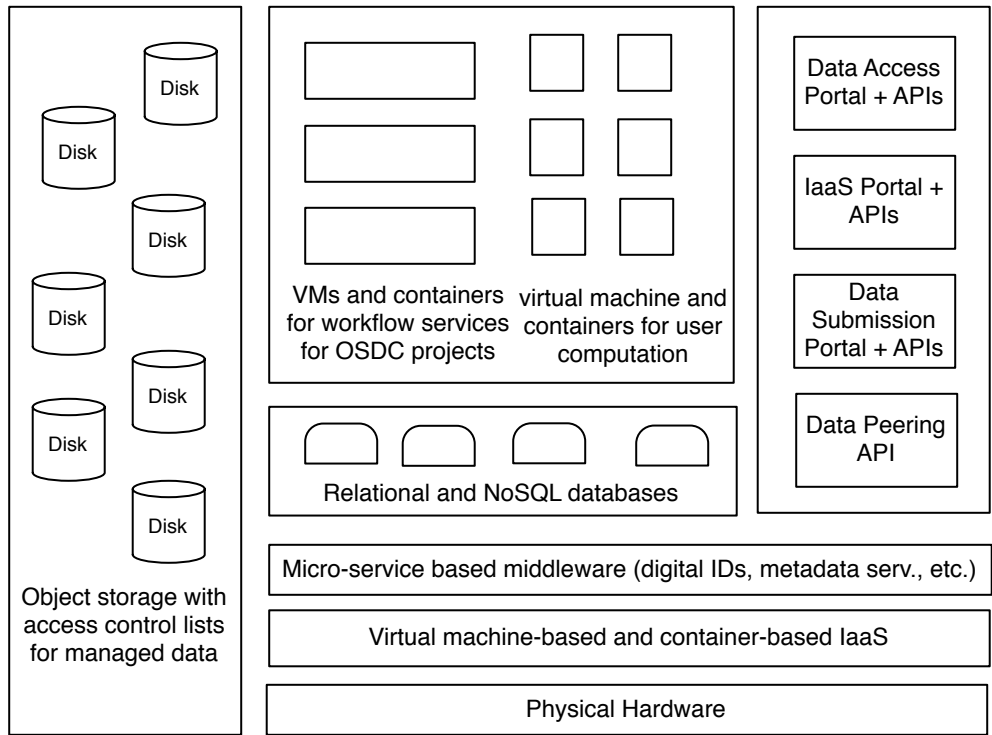 Disk
Disk
Disk
Disk
Disk
Disk
Disk
Object storage with
access control lists
for managed data
VMs and containers
for workflow services
for OSDC projects
virtual machine and
containers for user
computation
Relational and NoSQL databases
Data Access
Portal + APIs
IaaS Portal +
APIs
Data
Submission
Portal + APIs
Data Peering
API
Micro-service based middleware (digital IDs, metadata serv., etc.)
Virtual machine-based and container-based IaaS
Physical Hardware